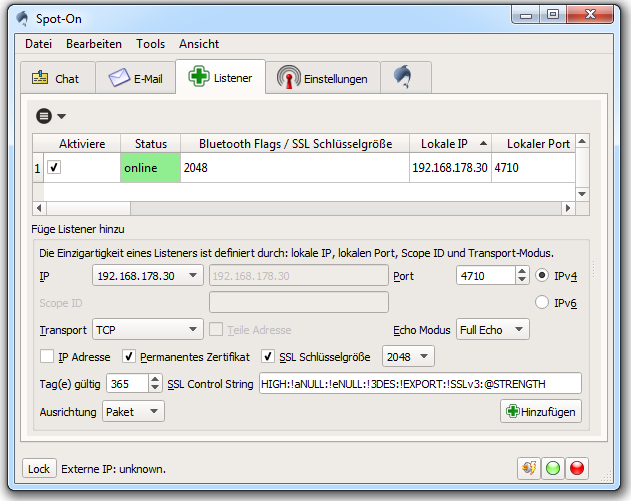 Spot-On
Datei Bearbeiten Tools Ansicht
Chat E-Mail Listener Einstellungen
Aktiviere Status Bluetooth Flags / SSL Schlüsselgröße Lokale IP Lokaler Port
1 online 2048 192.168.178.30 4710
Füge Listener hinzu
Die Einzigartigkeit eines Listeners ist definiert durch: lokale IP, lokalen Port, Scope ID und Transport-Modus.
IP 192.168.178.30 192.168.178.30 Port 4710 IPv4
Scope ID IPv6
Transport TCP Teile Adresse Echo Modus Full Echo
IP Adresse Permanentes Zertifikat SSL Schlüsselgröße 2048
Tag(e) gültig 365 SSL Control String HIGH:!aNULL:!eNULL:!3DES:!EXPORT:!SSLv3:@STRENGTH
Ausrichtung Paket Hinzufügen
Lock Externe IP: unknown.